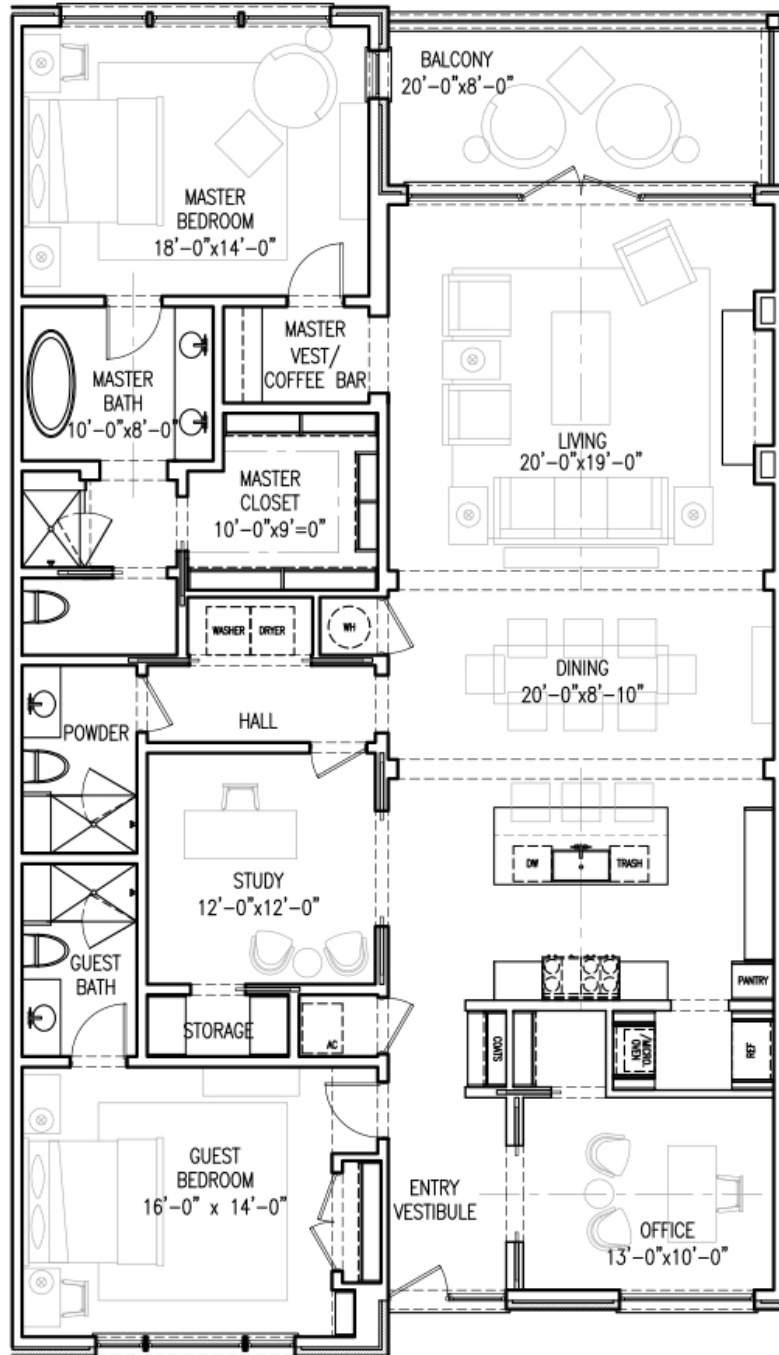 BALCONY
20'-0"x8'-0"
MASTER
BEDROOM
18'-0"x14'-0"
MASTER
VEST/
COFFEE BAR
MASTER
BATH
10'-0"x8'-0"
LIVING
20'-0"x19'-0"
MASTER
CLOSET
10'-0"x9'=0"
WASHER
DRYER
WH
DINING
20'-0"x8'-10"
POWDER
HALL
DW
TRASH
STUDY
12'-0"x12'-0"
GUEST
BATH
PANTRY
STORAGE
AC
COATS
/MICRO
OVEN
REF
GUEST
BEDROOM
16'-0" x 14'-0"
ENTRY
VESTIBULE
OFFICE
13'-0"x10'-0"